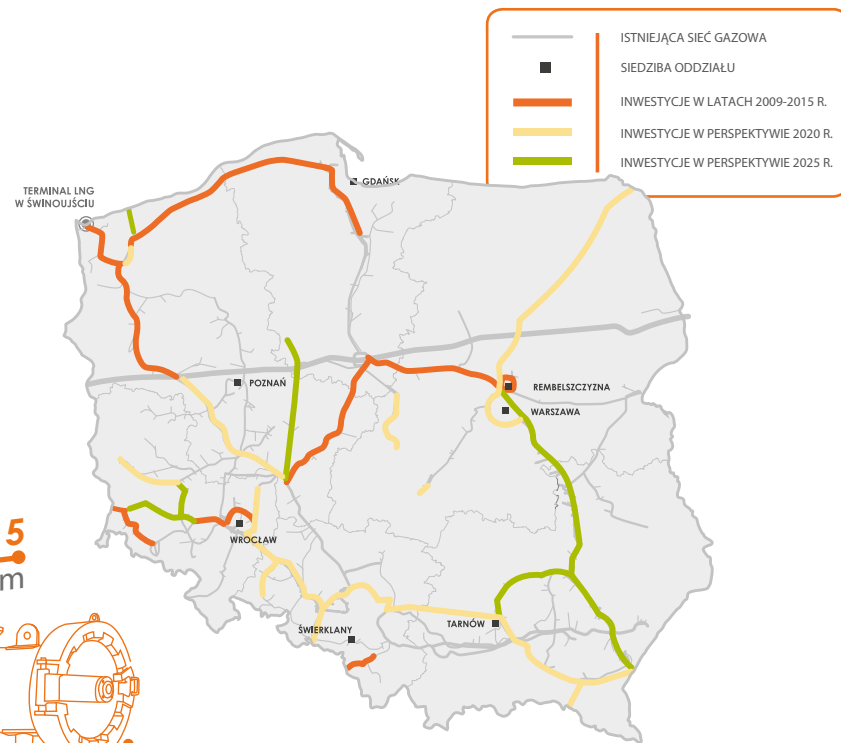 ISTNIEJĄCA SIEĆ GAZOWA
SIEDZIBA ODDZIAŁU
INWESTYCJE W LATACH 2009-2015 R.
INWESTYCJE W PERSPEKTYWIE 2020 R.
INWESTYCJE W PERSPEKTYWIE 2025 R.
TERMINAL LNG
W ŚWINOUJŚCIU
GDAŃSK
POZNAŃ
REMBELSZCZYZNA
WARSZAWA
WROCŁAW
ŚWIERKLANY
TARNÓW
5
m